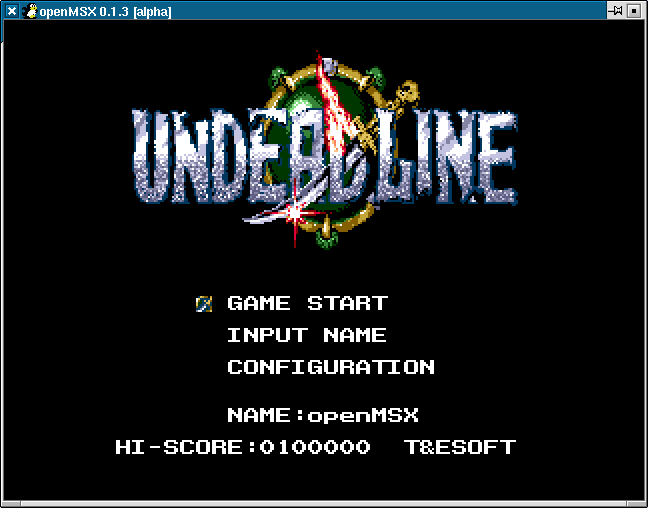 openMSX 0.1.3 [alpha]
UNDEADLINE
GAME START
INPUT NAME
CONFIGURATION
NAME:openMSX
HI-SCORE:0100000 T&ESOFT